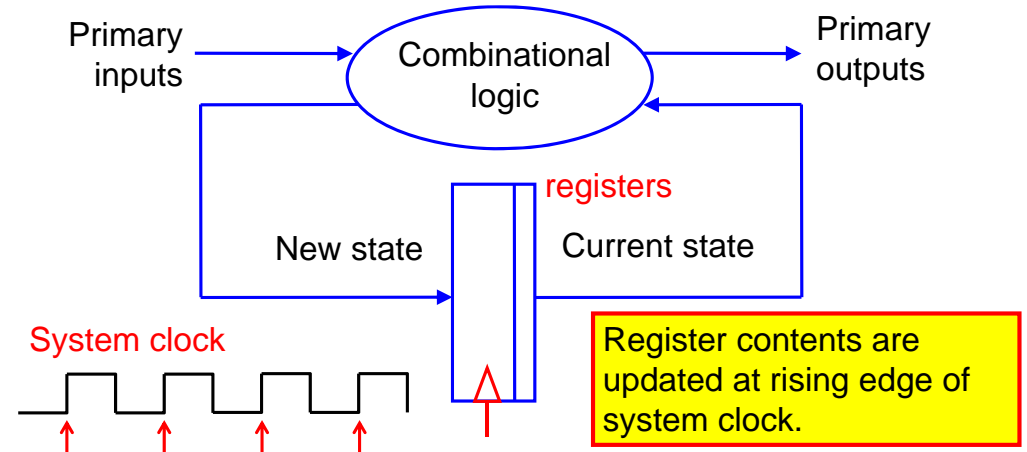 Primary
inputs
Combinational
logic
Primary
outputs
registers
New state
Current state
System clock
Register contents are
updated at rising edge of
system clock.